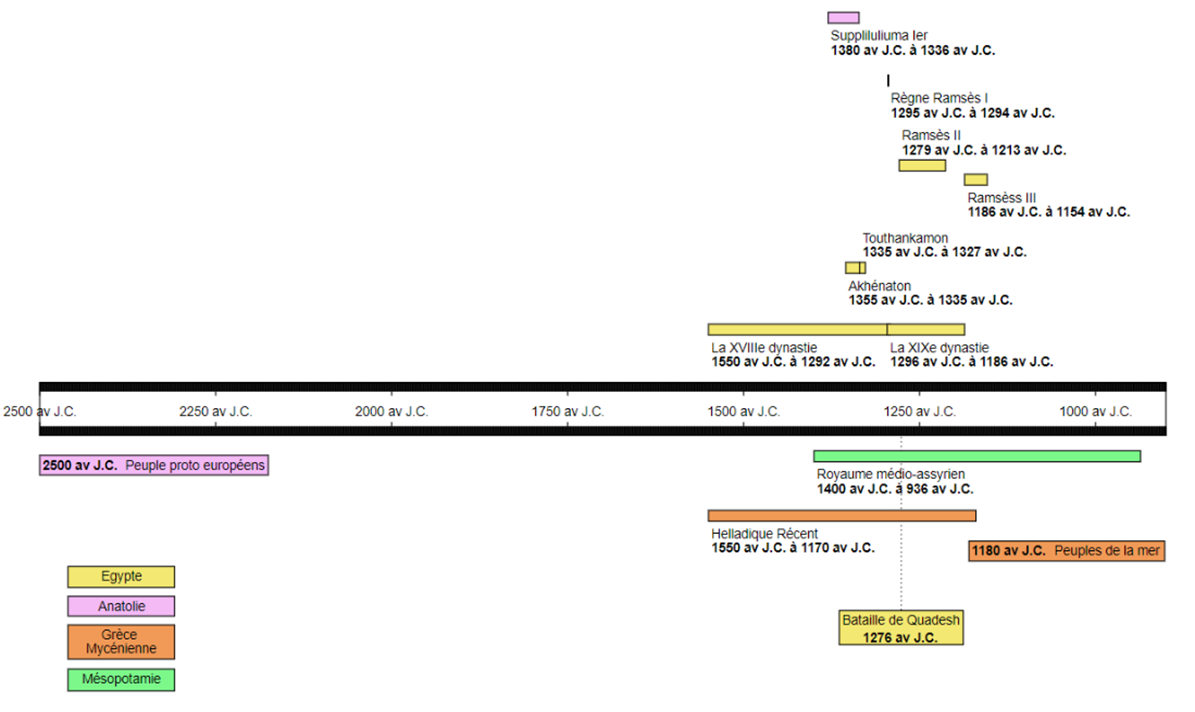 Suppliluliuma Ier
1380 av J.C. à 1336 av J.C.
Règne Ramsès I
1295 av J.C. à 1294 av J.C.
Ramsès II
1279 av J.C. à 1213 av J.C.
Ramsèss III
1186 av J.C. à 1154 av J.C.
Touthankamon
1335 av J.C. à 1327 av J.C.
Akhénaton
1355 av J.C. à 1335 av J.C.
La XVIIIe dynastie
1550 av J.C. à 1292 av J.C.
La XIXe dynastie
1296 av J.C. à 1186 av J.C.
2500 av J.C. 2250 av J.C. 2000 av J.C. 1750 av J.C. 1500 av J.C. 1250 av J.C. 1000 av J.C.
2500 av J.C. Peuple proto européens
Royaume médio-assyrien
1400 av J.C. à 936 av J.C.
Helladique Récent
1550 av J.C. à 1170 av J.C.
1180 av J.C. Peuples de la mer
Bataille de Quadesh
1276 av J.C.
Egypte
Anatolie
Grèce
Mycénienne
Mésopotamie